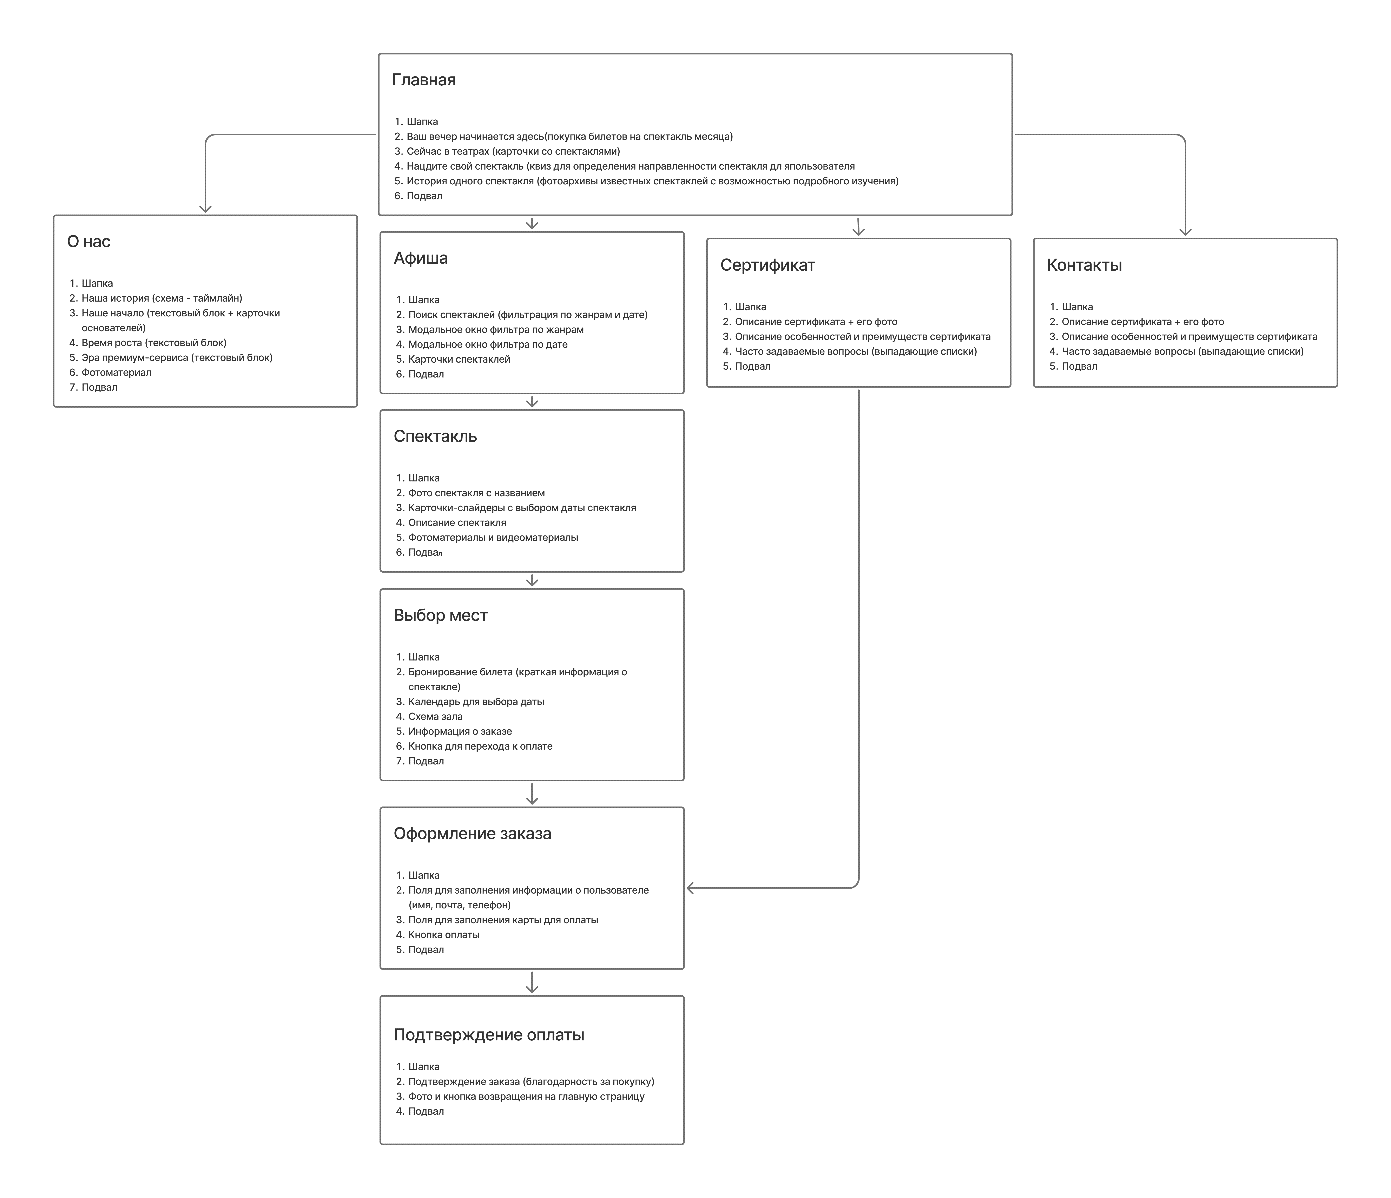 Главная
1. Шапка
2. Ваш вечер начинается здесь(покупка билетов на спектакль месяца)
3. Сейчас в театрах (карточки со спектаклями)
4. Нацдите свой спектакль (квиз для определения направленности спектакля дл япользователя
5. История одного спектакля (фотоархивы известных спектаклей с возможностью подробного изучения)
6. Подвал
О нас
1. Шапка
2. Наша история (схема - таймлайн)
3. Наше начало (текстовый блок + карточки
основателей)
4. Время роста (текстовый блок)
5. Эра премиум-сервиса (текстовый блок)
6. Фотоматериал
7. Подвал
Афиша
1. Шапка
2. Поиск спектаклей (фильтрация по жанрам и дате)
3. Модальное окно фильтра по жанрам
4. Модальное окно фильтра по дате
5. Карточки спектаклей
6. Подвал
Сертификат
1. Шапка
2. Описание сертификата + его фото
3. Описание особенностей и преимуществ сертификата
4. Часто задаваемые вопросы (выпадающие списки)
5. Подвал
Контакты
1. Шапка
2. Описание сертификата + его фото
3. Описание особенностей и преимуществ сертификата
4. Часто задаваемые вопросы (выпадающие списки)
5. Подвал
Спектакль
1. Шапка
2. Фото спектакля с названием
3. Карточки-слайдеры с выбором даты спектакля
4. Описание спектакля
5. Фотоматериалы и видеоматериалы
6. Подвал
Выбор мест
1. Шапка
2. Бронирование билета (краткая информация о
спектакле)
3. Календарь для выбора даты
4. Схема зала
5. Информация о заказе
6. Кнопка для перехода к оплате
7. Подвал
Оформление заказа
1. Шапка
2. Поля для заполнения информации о пользователе
(имя, почта, телефон)
3. Поля для заполнения карты для оплаты
4. Кнопка оплаты
5. Подвал
Подтверждение оплаты
1. Шапка
2. Подтверждение заказа (благодарность за покупку)
3. Фото и кнопка возвращения на главную страницу
4. Подвал